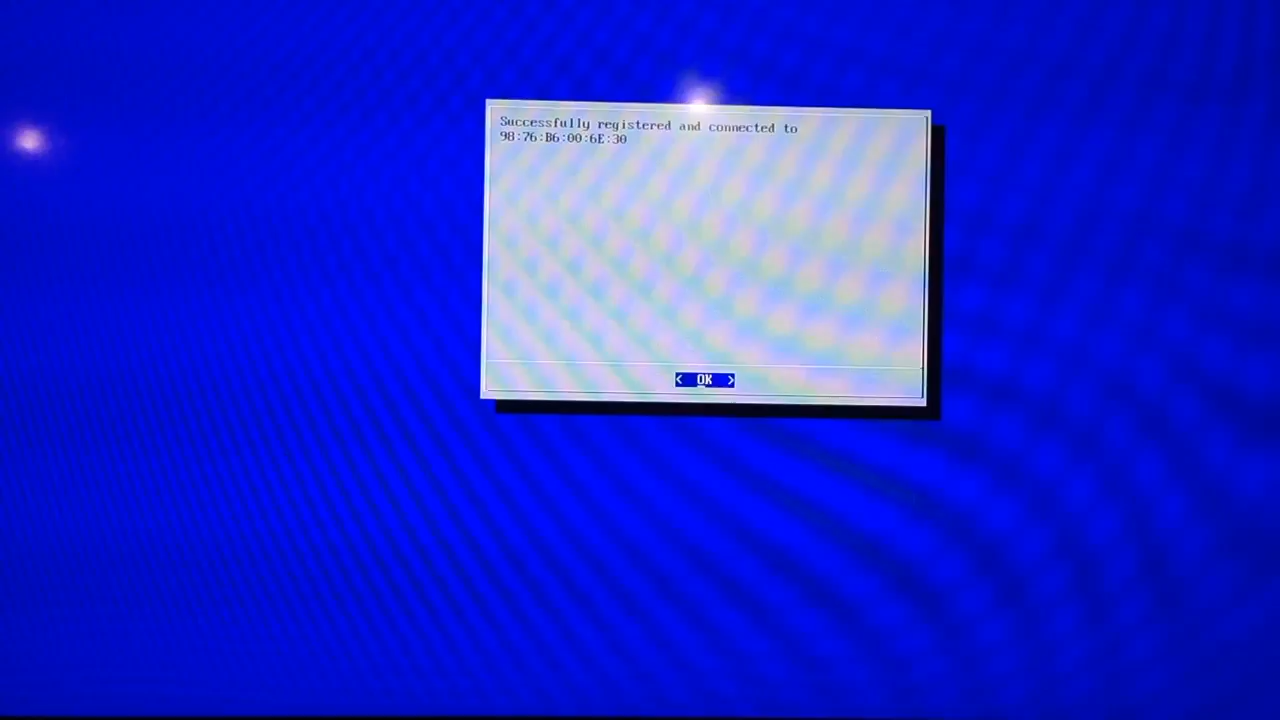 Successfully registered and connected to
98:76:B6:00:6E:30
< OK >